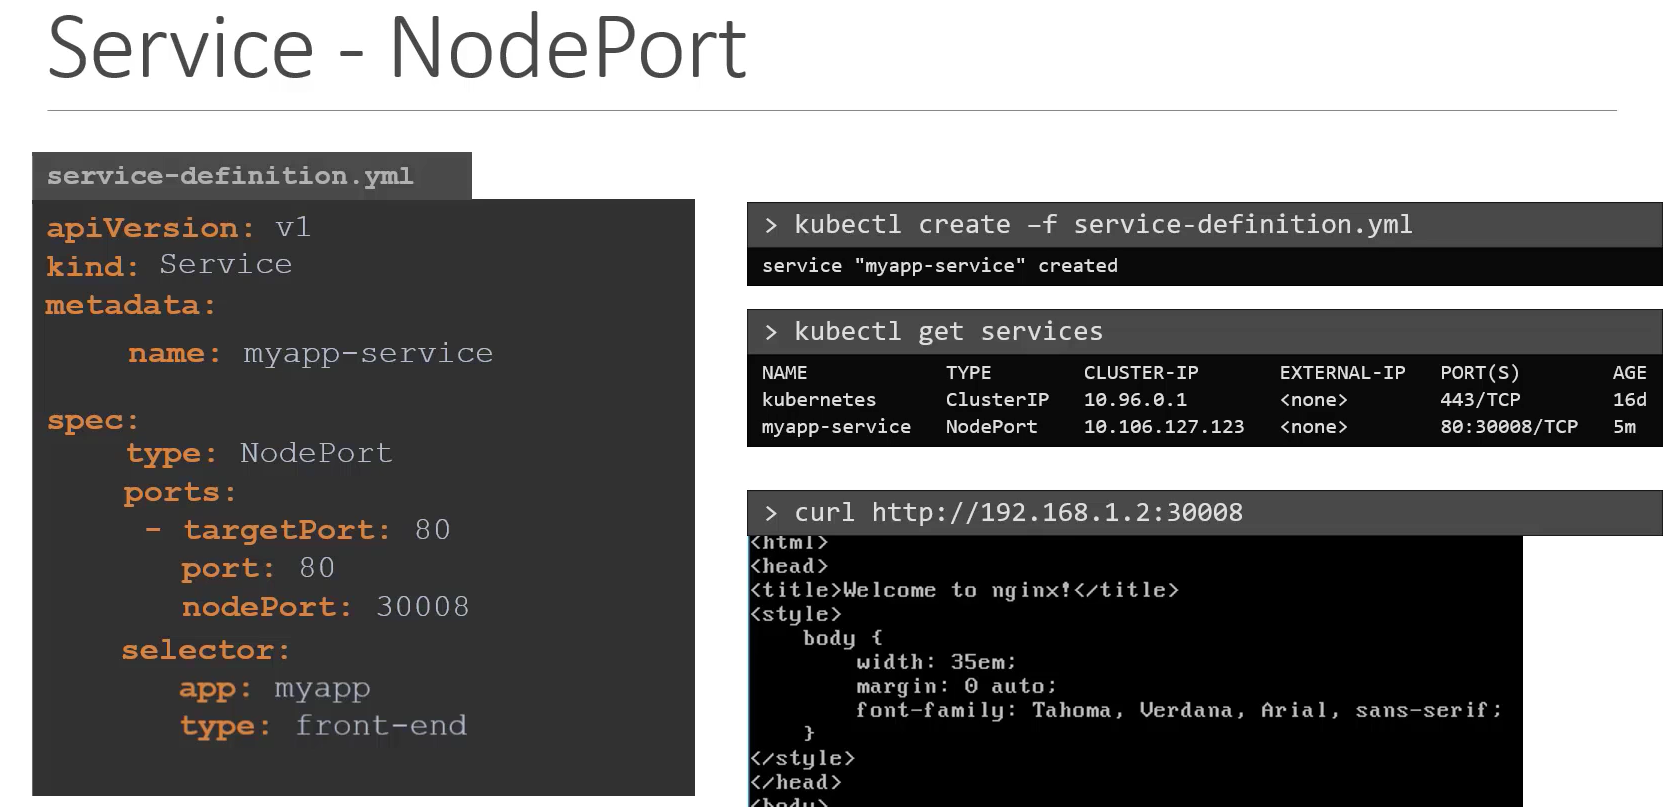 Service - NodePort
service-definition.yml
apiVersion: v1
kind: Service
metadata:
name: myapp-service
spec:
type: NodePort
ports:
- targetPort: 80
port: 80
nodePort: 30008
selector:
app: myapp
type: front-end
> kubectl create –f service-definition.yml
service "myapp-service" created
> kubectl get services
NAME TYPE CLUSTER-IP EXTERNAL-IP PORT(S) AGE
kubernetes ClusterIP 10.96.0.1 <none> 443/TCP 16d
myapp-service NodePort 10.106.127.123 <none> 80:30008/TCP 5m
> curl http://192.168.1.2:30008
<html>
<head>
<title>Welcome to nginx!</title>
<style>
body {
width: 35em;
margin: 0 auto;
font-family: Tahoma, Verdana, Arial, sans-serif;
}
</style>
</head>
<body>